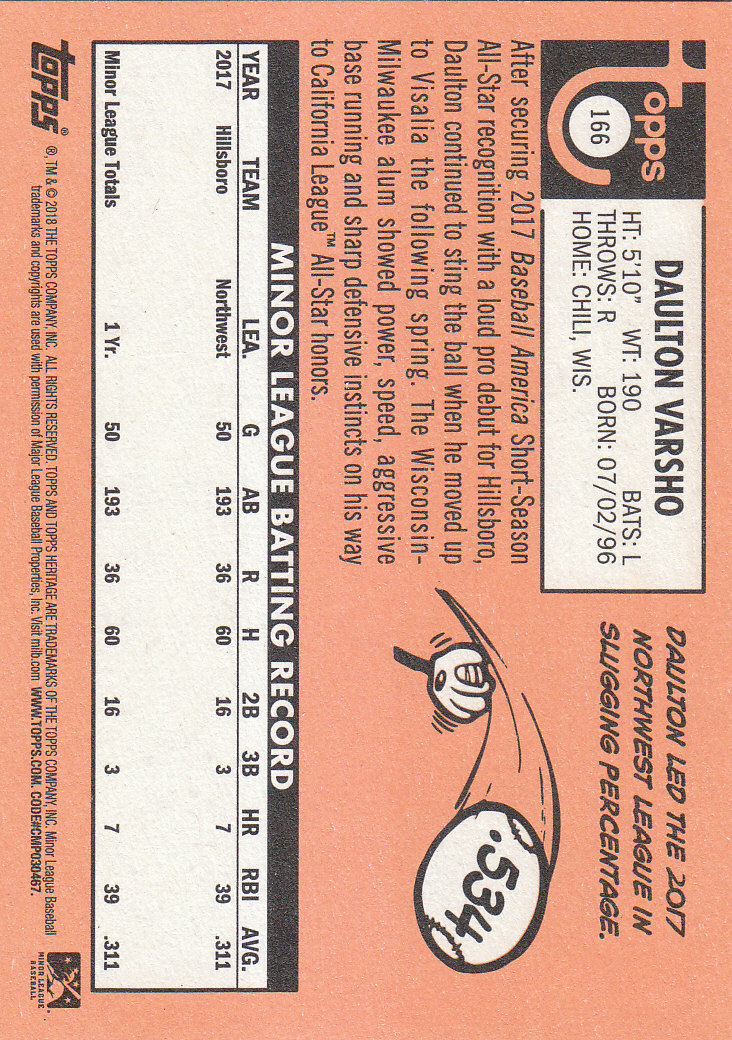 topps
166
DAULTON VARSHO
HT: 5'10" WT: 190 BATS: L
THROWS: R BORN: 07/02/96
HOME: CHILI, WIS.
After securing 2017 Baseball America Short-Season
All-Star recognition with a loud pro debut for Hillsboro,
Daulton continued to sting the ball when he moved up
to Visalia the following spring. The Wisconsin-
Milwaukee alum showed power, speed, aggressive
base running and sharp defensive instincts on his way
to California League™ All-Star honors.
DAULTON LED THE 2017
NORTHWEST LEAGUE IN
SLUGGING PERCENTAGE.
.534
MINOR LEAGUE BATTING RECORD
YEAR TEAM LEA. G AB R H 2B 3B HR RBI AVG.
2017 Hillsboro Northwest 50 193 36 60 16 3 7 39 .311
Minor League Totals 1 Yr. 50 193 36 60 16 3 7 39 .311
topps® ®, TM & © 2018 THE TOPPS COMPANY, INC. ALL RIGHTS RESERVED. TOPPS AND TOPPS HERITAGE ARE TRADEMARKS OF THE TOPPS COMPANY, INC. Minor League Baseball
trademarks and copyrights are used with permission of Major League Baseball Properties, Inc. Visit milb.com WWW.TOPPS.COM. CODE#CMP030467.
MINOR LEAGUE
BASEBALL